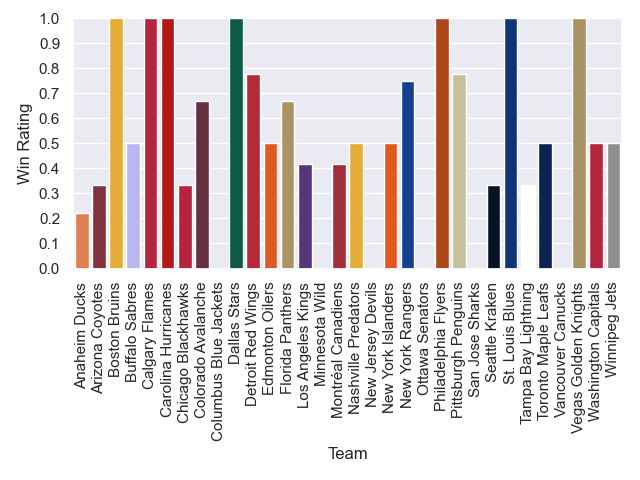 1.0
0.9
0.8
0.7
0.6
0.5
0.4
0.3
0.2
0.1
0.0
Win Rating
Anaheim Ducks
Arizona Coyotes
Boston Bruins
Buffalo Sabres
Calgary Flames
Carolina Hurricanes
Chicago Blackhawks
Colorado Avalanche
Columbus Blue Jackets
Dallas Stars
Detroit Red Wings
Edmonton Oilers
Florida Panthers
Los Angeles Kings
Minnesota Wild
Montréal Canadiens
Nashville Predators
New Jersey Devils
New York Islanders
New York Rangers
Ottawa Senators
Philadelphia Flyers
Pittsburgh Penguins
San Jose Sharks
Seattle Kraken
St. Louis Blues
Tampa Bay Lightning
Toronto Maple Leafs
Vancouver Canucks
Vegas Golden Knights
Washington Capitals
Winnipeg Jets
Team